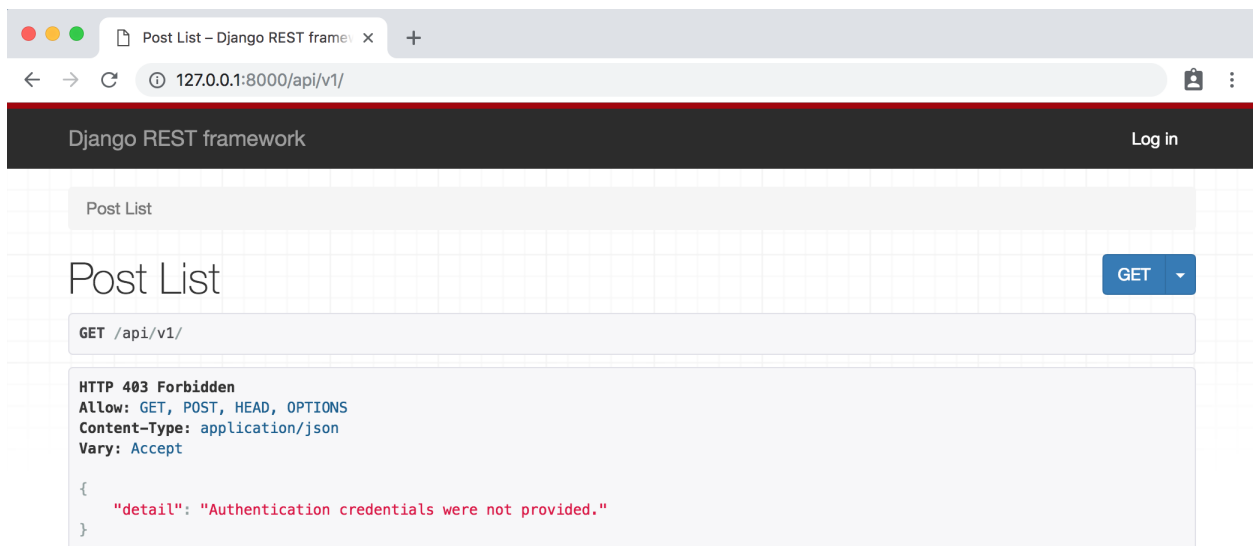 Post List – Django REST framew
127.0.0.1:8000/api/v1/
Django REST framework
Log in
Post List
Post List
GET
GET /api/v1/
HTTP 403 Forbidden
Allow: GET, POST, HEAD, OPTIONS
Content-Type: application/json
Vary: Accept
{
"detail": "Authentication credentials were not provided."
}